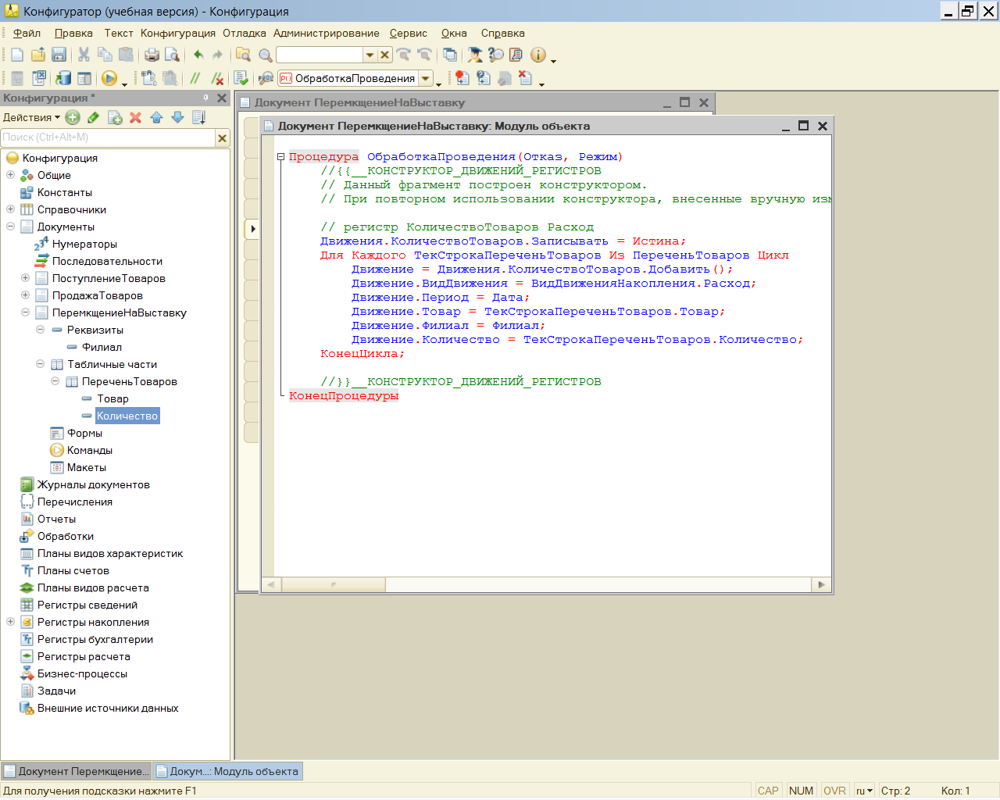 Конфигуратор (учебная версия) - Конфигурация
Файл Правка Текст Конфигурация Отладка Администрирование Сервис Окна Справка
ОбработкаПроведения
Конфигурация *
Действия
Поиск (Ctrl+Alt+M)
Конфигурация
Общие
Константы
Справочники
Документы
Нумераторы
Последовательности
ПоступлениеТоваров
ПродажаТоваров
ПеремкщениеНаВыставку
Реквизиты
Филиал
Табличные части
ПереченьТоваров
Товар
Количество
Формы
Команды
Макеты
Журналы документов
Перечисления
Отчеты
Обработки
Планы видов характеристик
Планы счетов
Планы видов расчета
Регистры сведений
Регистры накопления
Регистры бухгалтерии
Регистры расчета
Бизнес-процессы
Задачи
Внешние источники данных
Документ ПеремкщениеНаВыставку
Документ ПеремкщениеНаВыставку: Модуль объекта
Процедура ОбработкаПроведения(Отказ, Режим)
//{{__КОНСТРУКТОР_ДВИЖЕНИЙ_РЕГИСТРОВ
// Данный фрагмент построен конструктором.
// При повторном использовании конструктора, внесенные вручную изм
// регистр КоличествоТоваров Расход
Движения.КоличествоТоваров.Записывать = Истина;
Для Каждого ТекСтрокаПереченьТоваров Из ПереченьТоваров Цикл
Движение = Движения.КоличествоТоваров.Добавить();
Движение.ВидДвижения = ВидДвиженияНакопления.Расход;
Движение.Период = Дата;
Движение.Товар = ТекСтрокаПереченьТоваров.Товар;
Движение.Филиал = Филиал;
Движение.Количество = ТекСтрокаПереченьТоваров.Количество;
КонецЦикла;
//}}__КОНСТРУКТОР_ДВИЖЕНИЙ_РЕГИСТРОВ
КонецПроцедуры
Документ Перемкщение... Докум...: Модуль объекта
Для получения подсказки нажмите F1 CAP NUM OVR ru Стр: 2 Кол: 1